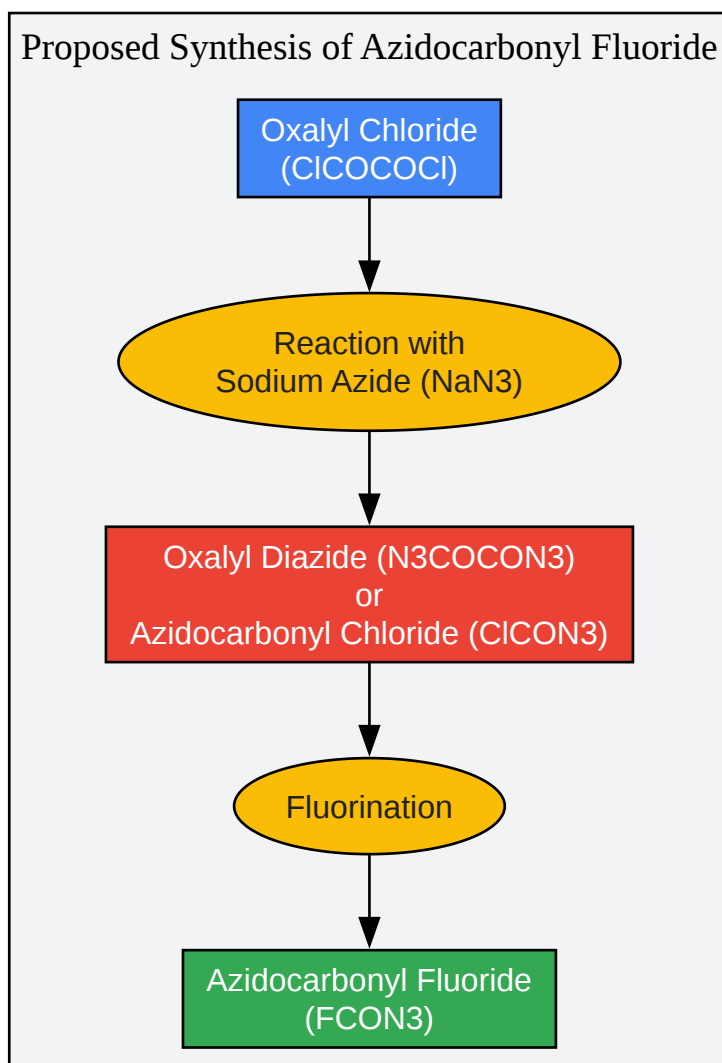 Proposed Synthesis of Azidocarbonyl Fluoride
Oxalyl Chloride
(ClCOCOCl)
Reaction with
Sodium Azide (NaN3)
Oxalyl Diazide (N3COCON3)
or
Azidocarbonyl Chloride (ClCON3)
Fluorination
Azidocarbonyl Fluoride
(FCON3)